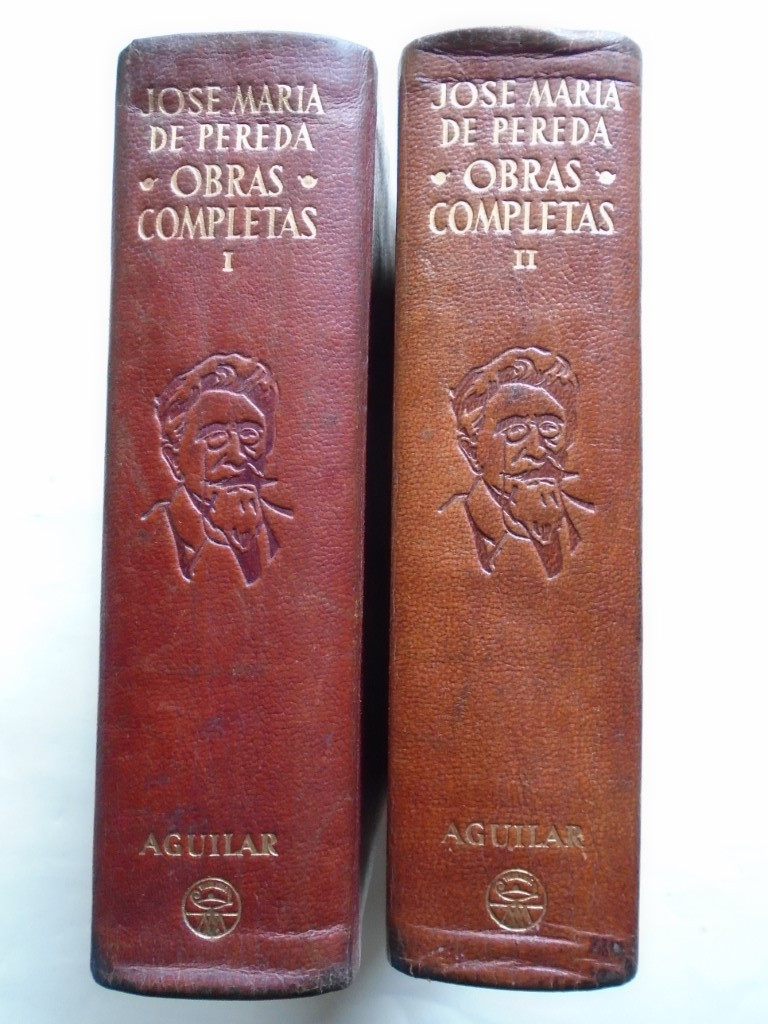 JOSE MARIA
DE PEREDA
OBRAS
COMPLETAS
I
AGUILAR
JOSE MARIA
DE PEREDA
OBRAS
COMPLETAS
II
AGUILAR